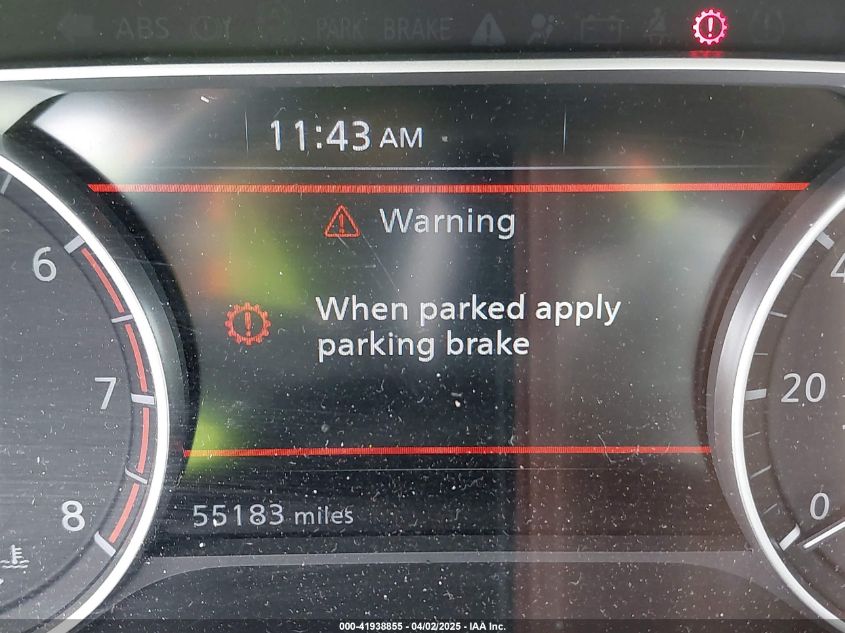 ABS
PARK BRAKE
11:43 AM
Warning
When parked apply
parking brake
6
7
8
4
20
0
55183 miles
000-41938855 - 04/02/2025 - IAA Inc.